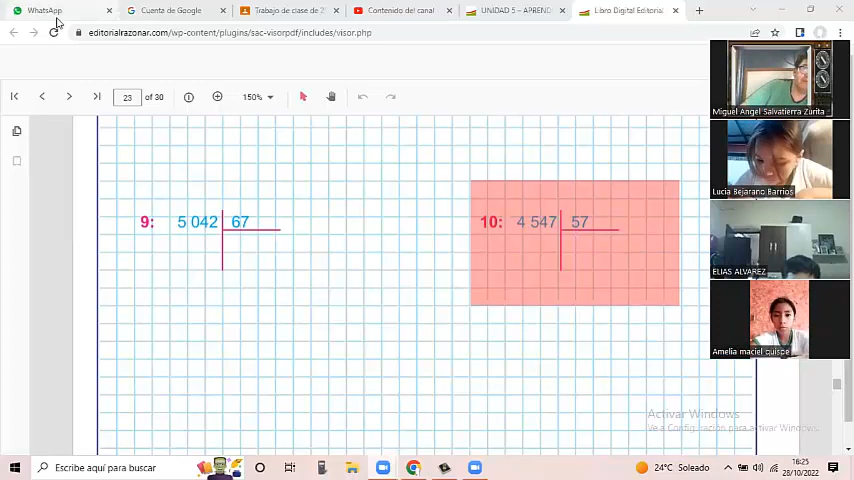 WhatsApp
Cuenta de Google
Trabajo de clase de 2
Contenido del canal
UNIDAD 5 – APREN
Libro Digital Editorial
editorialrazonar.com/wp-content/plugins/sac-visorpdf/includes/visor.php
23 of 30
150%
9: 5 042 67
10: 4 547 57
Miguel Angel Salvatierra Zurita
Lucia Bejarano Barrios
ELIAS ALVAREZ
Amelia maciel quispe
Activar Windows
Ve a Configuración para activar Windows.
Escribe aquí para buscar
24°C Soleado
16:25
28/10/2022